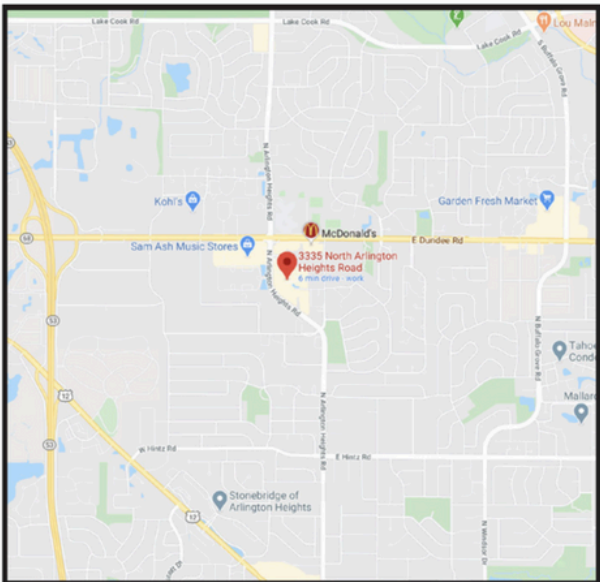 Lake Cook Rd
Lake Cook Rd
Lake Cook Rd
Lou Maln
S Buffalo Grove Rd
53
N Arlington Heights Rd
Kohl's
Garden Fresh Market
McDonald's
68
E Dundee Rd
Sam Ash Music Stores
3335 North Arlington
Heights Road
6 min drive · work
N Arlington Heights Rd
53
N Buffalo Grove Rd
Tahoe
Cond
12
N Arlington Heights Rd
Mallard
53
W Hintz Rd
E Hintz Rd
Stonebridge of
Arlington Heights
12
N Windsor Dr